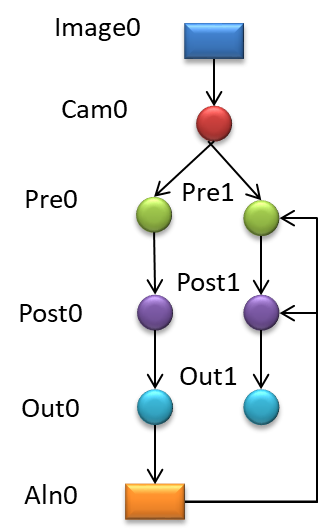 Image0
Cam0
Pre0
Pre1
Post0
Post1
Out0
Out1
Aln0